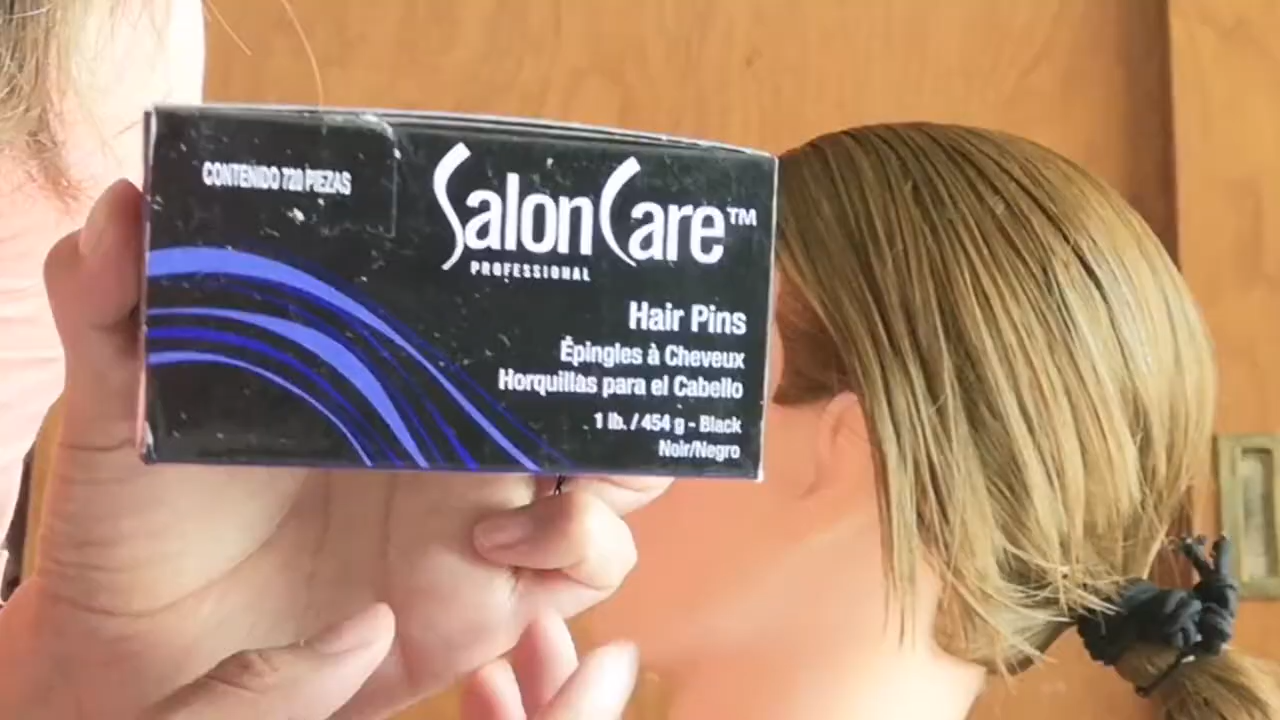 CONTENIDO 720 PIEZAS
SalonCare™
PROFESSIONAL
Hair Pins
Épingles à Cheveux
Horquillas para el Cabello
1 lb. / 454 g - Black
Noir/Negro